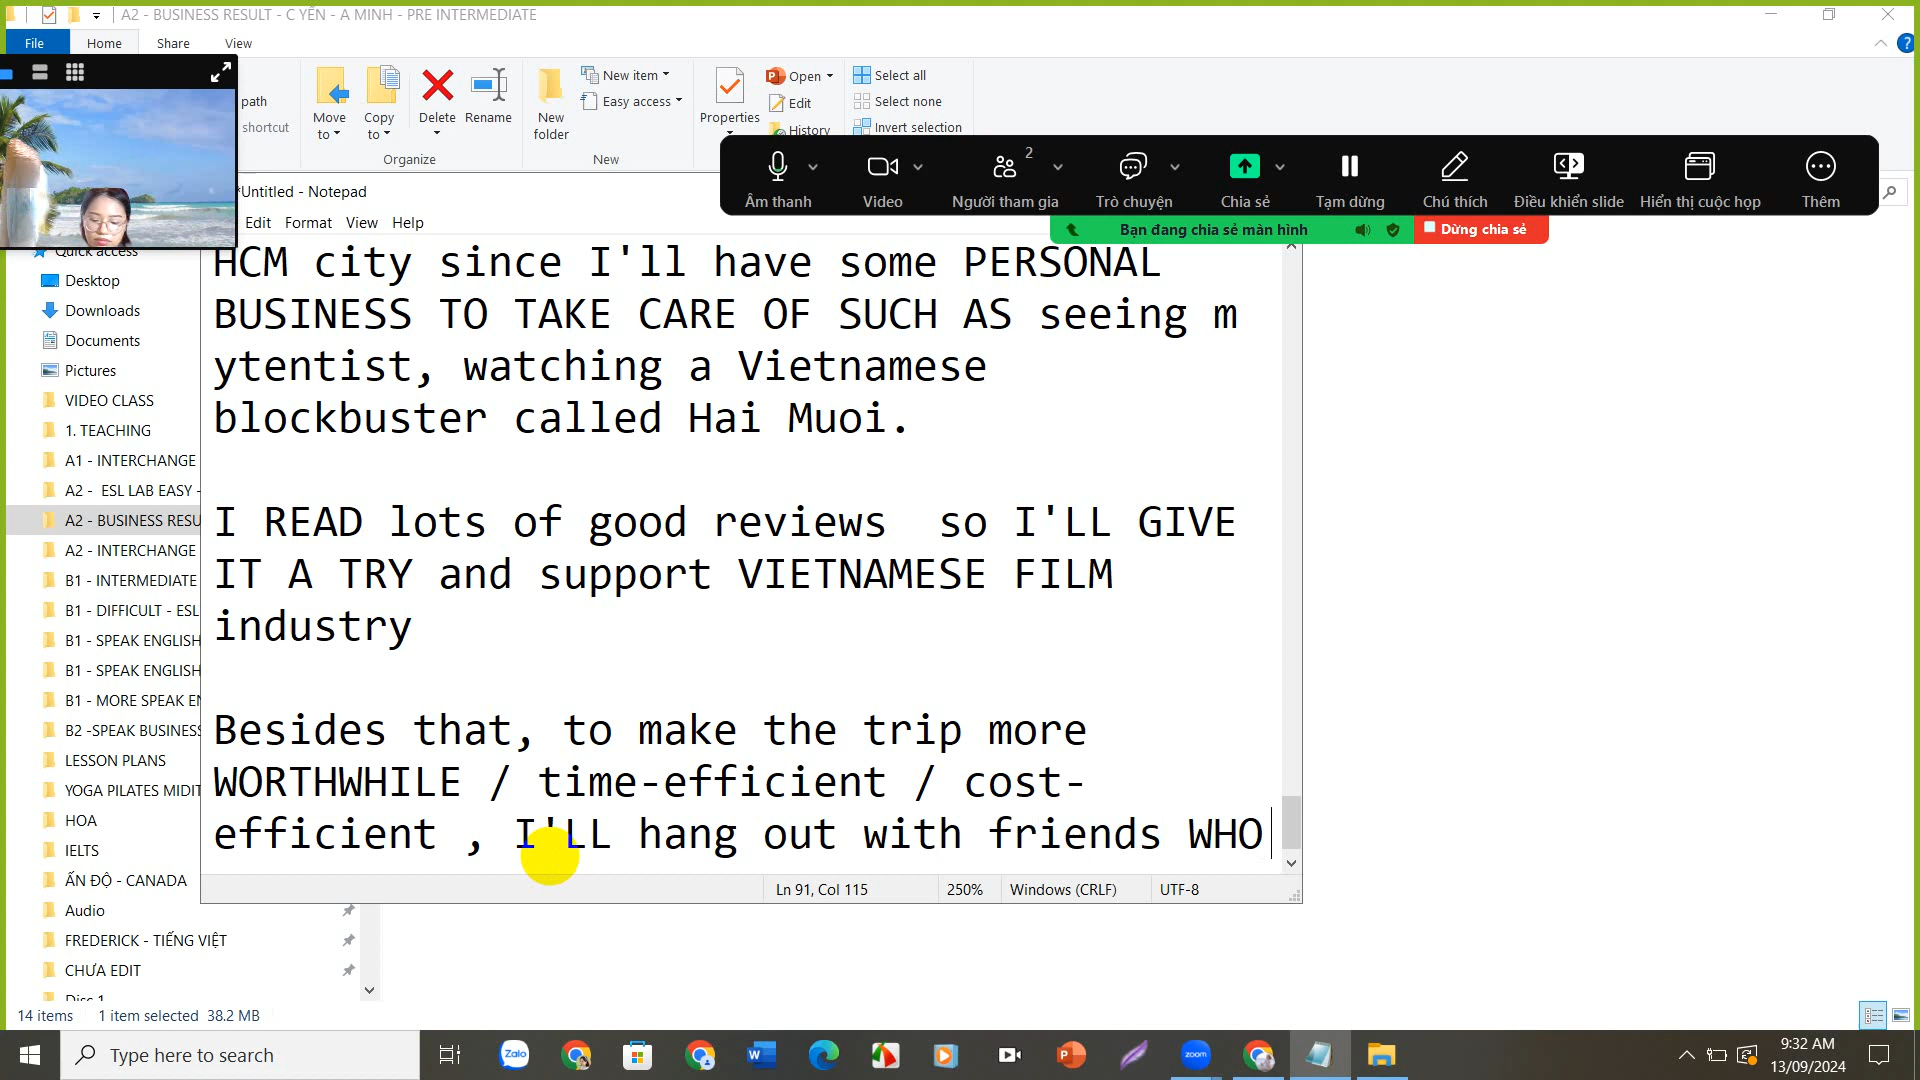 A2 - BUSINESS RESULT - C YẾN - A MINH - PRE INTERMEDIATE
File Home Share View
path
shortcut
Move to
Copy to
Delete
Rename
Organize
New folder
New item
Easy access
New
Properties
Open
Edit
History
Select all
Select none
Invert selection
Âm thanh
Video
2
Người tham gia
Trò chuyện
Chia sẻ
Tạm dừng
Chú thích
Điều khiển slide
Hiển thị cuộc họp
Thêm
Bạn đang chia sẻ màn hình
Dừng chia sẻ
*Untitled - Notepad
Edit Format View Help
HCM city since I'll have some PERSONAL
BUSINESS TO TAKE CARE OF SUCH AS seeing m
ytentist, watching a Vietnamese
blockbuster called Hai Muoi.
I READ lots of good reviews  so I'LL GIVE
IT A TRY and support VIETNAMESE FILM
industry
Besides that, to make the trip more
WORTHWHILE / time-efficient / cost-
efficient , I'LL hang out with friends WHO
Ln 91, Col 115
250%
Windows (CRLF)
UTF-8
Quick access
Desktop
Downloads
Documents
Pictures
VIDEO CLASS
1. TEACHING
A1 - INTERCHANGE
A2 - ESL LAB EASY -
A2 - BUSINESS RESU
A2 - INTERCHANGE
B1 - INTERMEDIATE
B1 - DIFFICULT - ESL
B1 - SPEAK ENGLISH
B1 - SPEAK ENGLISH
B1 - MORE SPEAK EN
B2 -SPEAK BUSINESS
LESSON PLANS
YOGA PILATES MIDIT
HOA
IELTS
ẤN ĐỘ - CANADA
Audio
FREDERICK - TIẾNG VIỆT
CHƯA EDIT
Disc 1
14 items 1 item selected 38.2 MB
Type here to search
Zalo
zoom
9:32 AM
13/09/2024